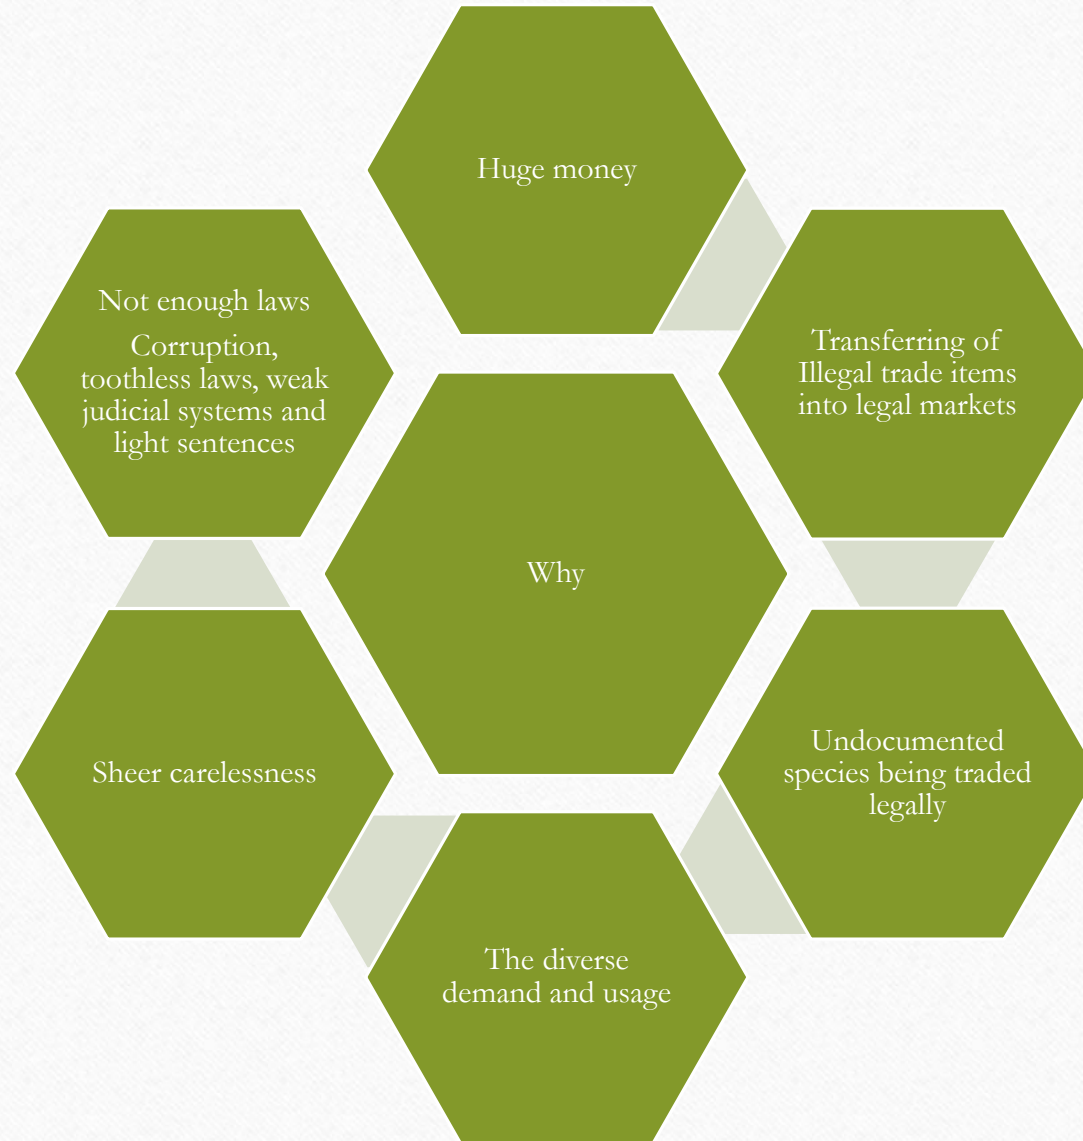 Huge money
Transferring of
Illegal trade items
into legal markets
Undocumented
species being traded
legally
The diverse
demand and usage
Sheer carelessness
Not enough laws
Corruption,
toothless laws, weak
judicial systems and
light sentences
Why